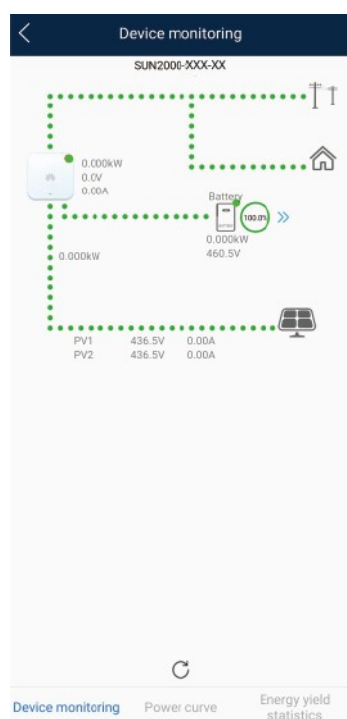 Device monitoring
SUN2000-XXX-XX
0.000kW
0.0V
0.00A
Battery
100.0%
0.000kW
460.5V
0.000kW
PV1 436.5V 0.00A
PV2 436.5V 0.00A
Device monitoring Power curve Energy yield statistics